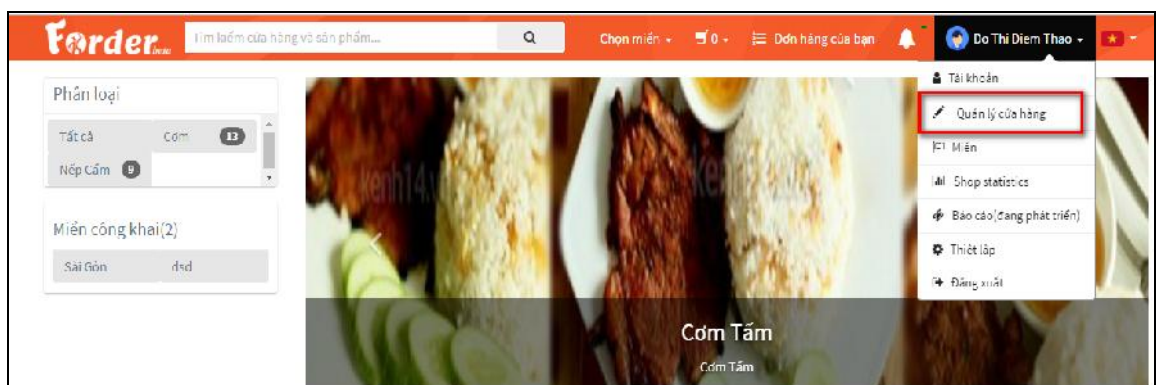 Forder beta
Tìm kiếm cửa hàng và sản phẩm...
Chọn miền
0
Đơn hàng của bạn
Do Thi Diem Thao
Phân loại
Tất cả
Cơm 13
Nếp Cẩm 9
Miền công khai(2)
Sài Gòn
dsd
Tài khoản
Quản lý cửa hàng
Miền
Shop statistics
Báo cáo(đang phát triển)
Thiết lập
Đăng xuất
kenh14.v
Cơm Tấm
Cơm Tấm